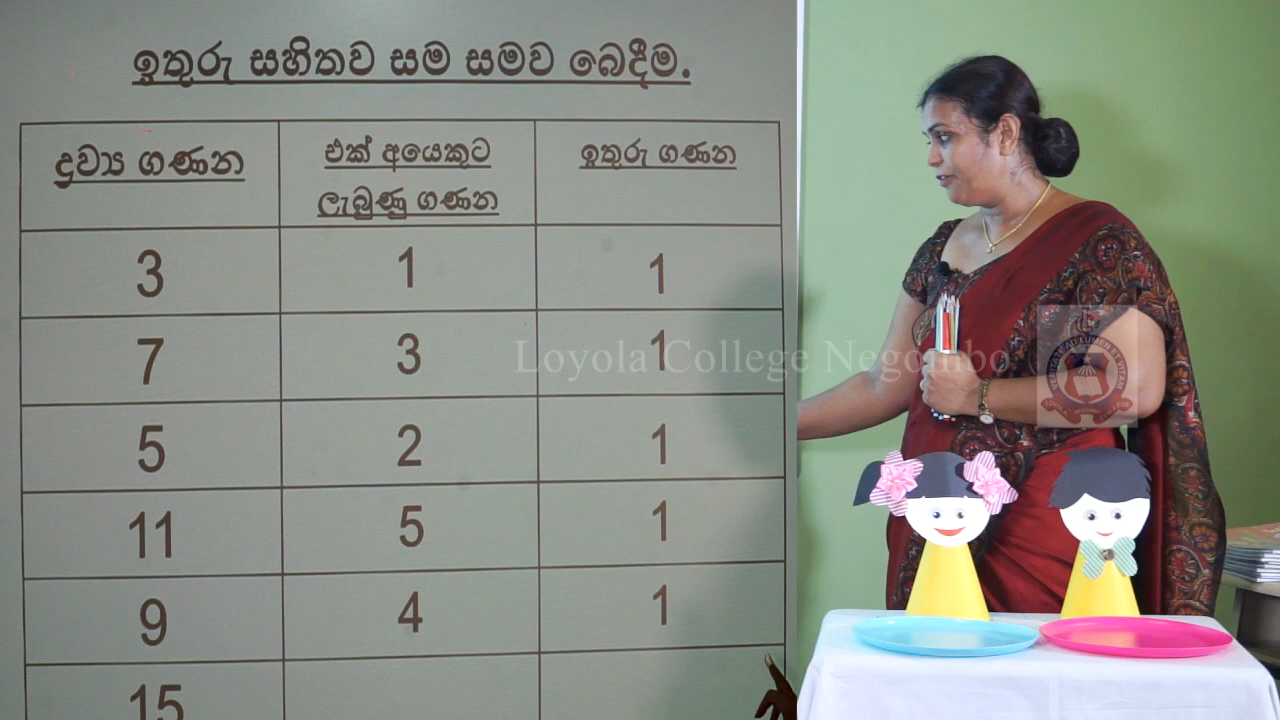 ඉතුරු සහිතව සම සමව බෙදීම.
ද්‍රව්‍ය ගණන
එක් අයෙකුට
ලැබුණු ගණන
ඉතුරු ගණන
3 1 1
7 3 1
5 2 1
11 5 1
9 4 1
15
Loyola College Negombo